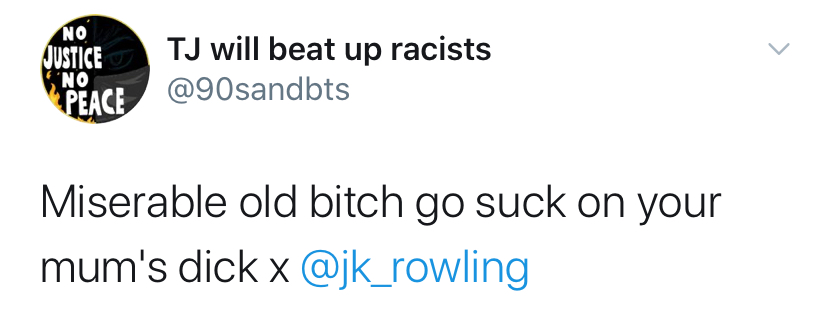 NO
JUSTICE
NO
PEACE
TJ will beat up racists
@90sandbts
Miserable old bitch go suck on your
mum's dick x @jk_rowling